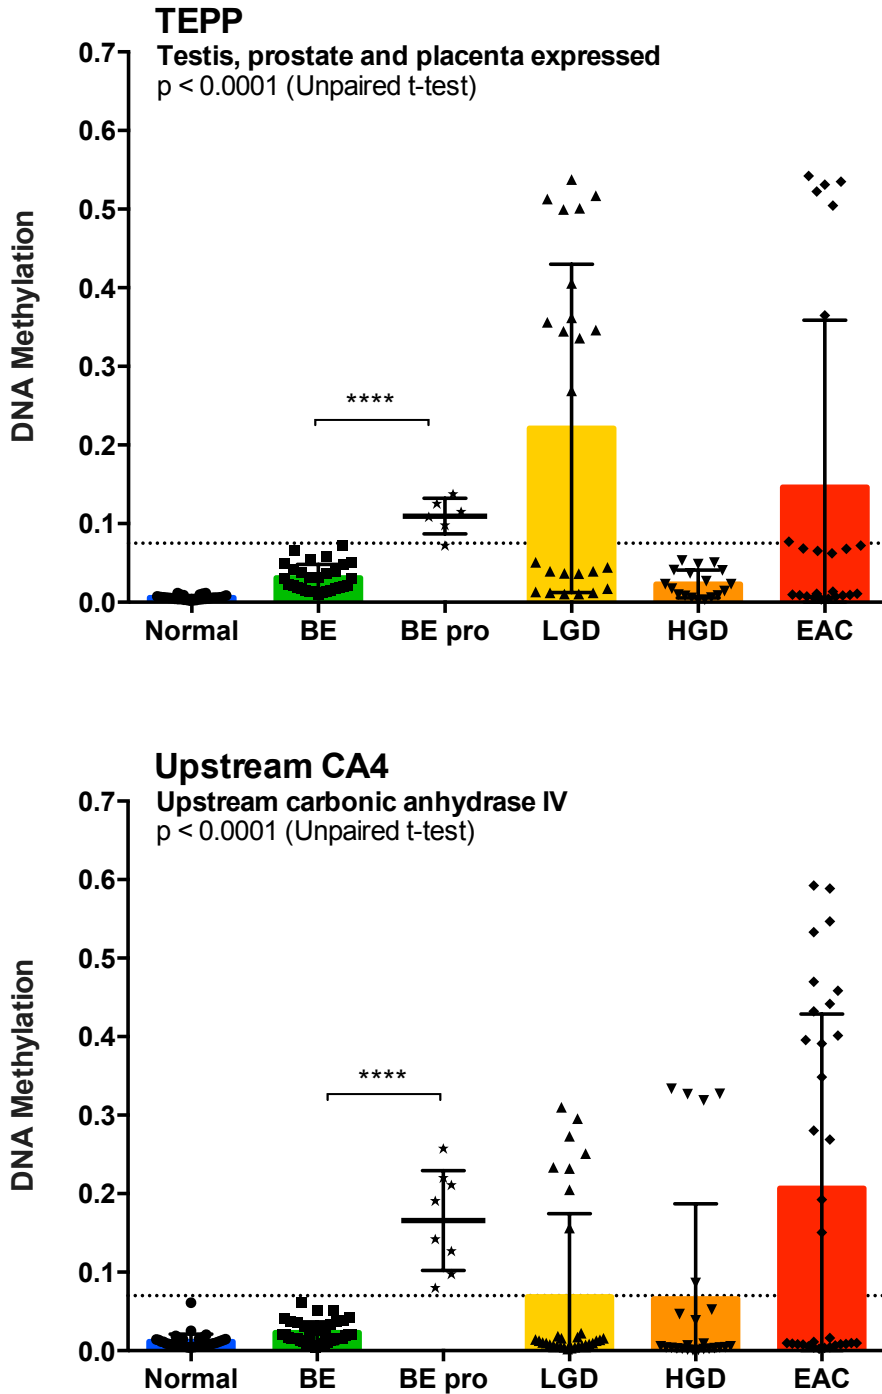 TEPP
Testis, prostate and placenta expressed
p < 0.0001 (Unpaired t-test)
DNA Methylation
0.7
0.6
0.5
0.4
0.3
0.2
0.1
0.0
****
Normal BE BE pro LGD HGD EAC
Upstream CA4
Upstream carbonic anhydrase IV
p < 0.0001 (Unpaired t-test)
DNA Methylation
0.7
0.6
0.5
0.4
0.3
0.2
0.1
0.0
****
Normal BE BE pro LGD HGD EAC